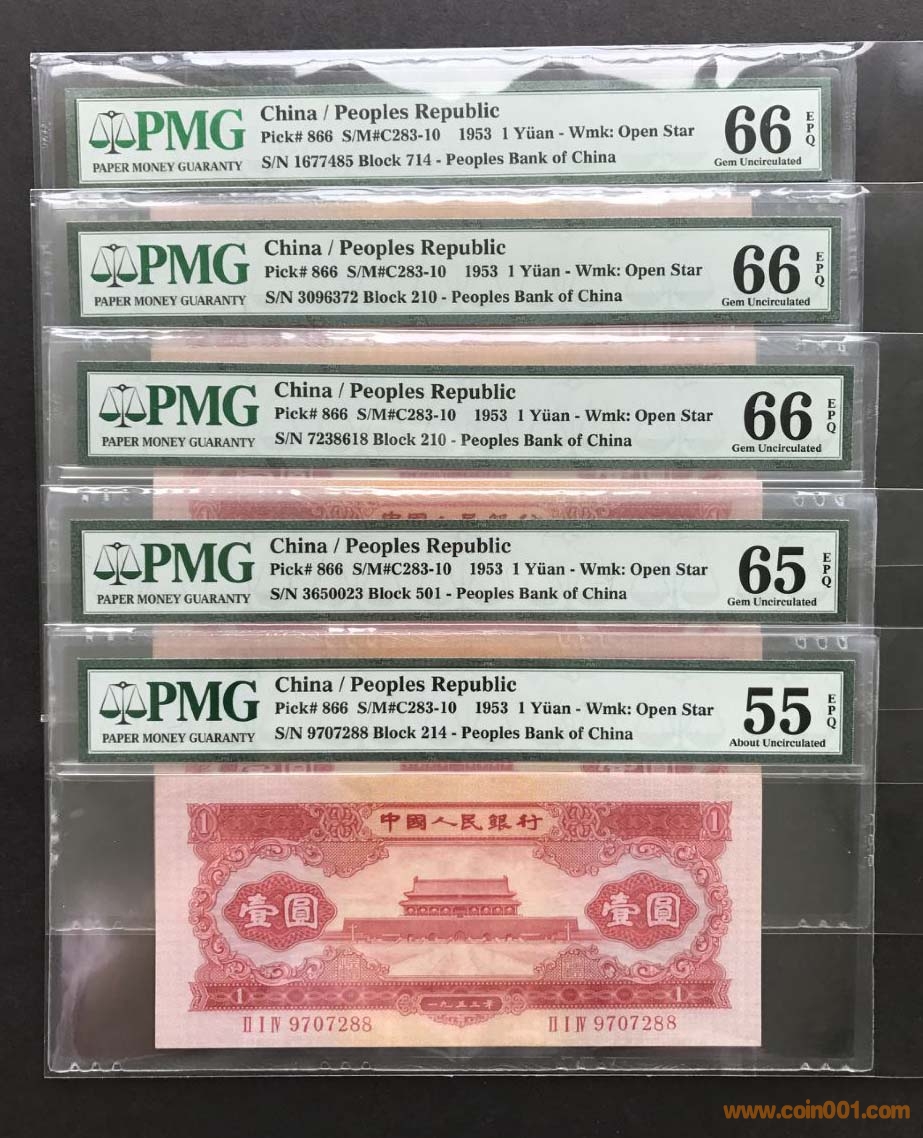 PMG
PAPER MONEY GUARANTY
China / Peoples Republic
Pick# 866 S/M#C283-10 1953 1 Yüan - Wmk: Open Star
S/N 1677485 Block 714 - Peoples Bank of China
66 EPQ
Gem Uncirculated
PMG
PAPER MONEY GUARANTY
China / Peoples Republic
Pick# 866 S/M#C283-10 1953 1 Yüan - Wmk: Open Star
S/N 3096372 Block 210 - Peoples Bank of China
66 EPQ
Gem Uncirculated
PMG
PAPER MONEY GUARANTY
China / Peoples Republic
Pick# 866 S/M#C283-10 1953 1 Yüan - Wmk: Open Star
S/N 7238618 Block 210 - Peoples Bank of China
66 EPQ
Gem Uncirculated
1 中國人民銀行 1
PMG
PAPER MONEY GUARANTY
China / Peoples Republic
Pick# 866 S/M#C283-10 1953 1 Yüan - Wmk: Open Star
S/N 3650023 Block 501 - Peoples Bank of China
65 EPQ
Gem Uncirculated
PMG
PAPER MONEY GUARANTY
China / Peoples Republic
Pick# 866 S/M#C283-10 1953 1 Yüan - Wmk: Open Star
S/N 9707288 Block 214 - Peoples Bank of China
55 EPQ
About Uncirculated
1 中國人民銀行 1
壹圓 壹圓
1 一九五三年 1
II I IV 9707288 II I IV 9707288
www.coin001.com